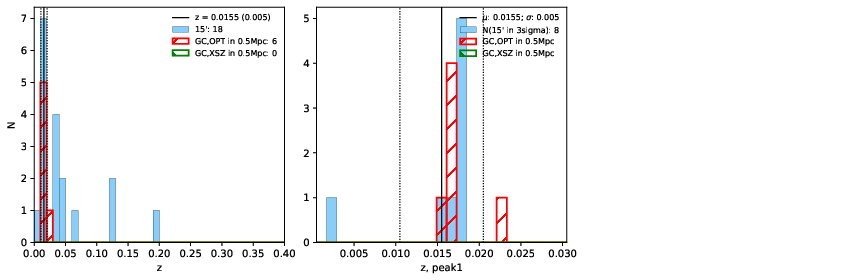 z = 0.0155 (0.005)
15': 18
GC,OPT in 0.5Mpc: 6
GC,XSZ in 0.5Mpc: 0
7
6
5
4
3
2
1
0
N
0.00 0.05 0.10 0.15 0.20 0.25 0.30 0.35 0.40
z
μ: 0.0155; σ: 0.005
N(15' in 3sigma): 8
GC,OPT in 0.5Mpc
GC,XSZ in 0.5Mpc
5
4
3
2
1
0
0.005 0.010 0.015 0.020 0.025 0.030
z, peak1